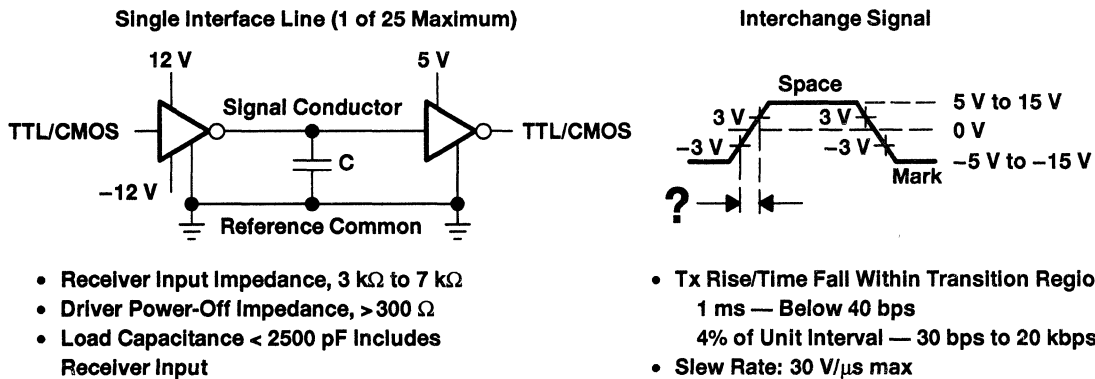 Single Interface Line (1 of 25 Maximum)
12 V
5 V
TTL/CMOS
Signal Conductor
TTL/CMOS
C
−12 V
Reference Common
• Receiver Input Impedance, 3 kΩ to 7 kΩ
• Driver Power-Off Impedance, >300 Ω
• Load Capacitance < 2500 pF Includes
Receiver Input
Interchange Signal
Space
5 V to 15 V
3 V
3 V
0 V
−3 V
−3 V
−5 V to −15 V
Mark
?
• Tx Rise/Time Fall Within Transition Regio
1 ms — Below 40 bps
4% of Unit Interval — 30 bps to 20 kbps
• Slew Rate: 30 V/μs max